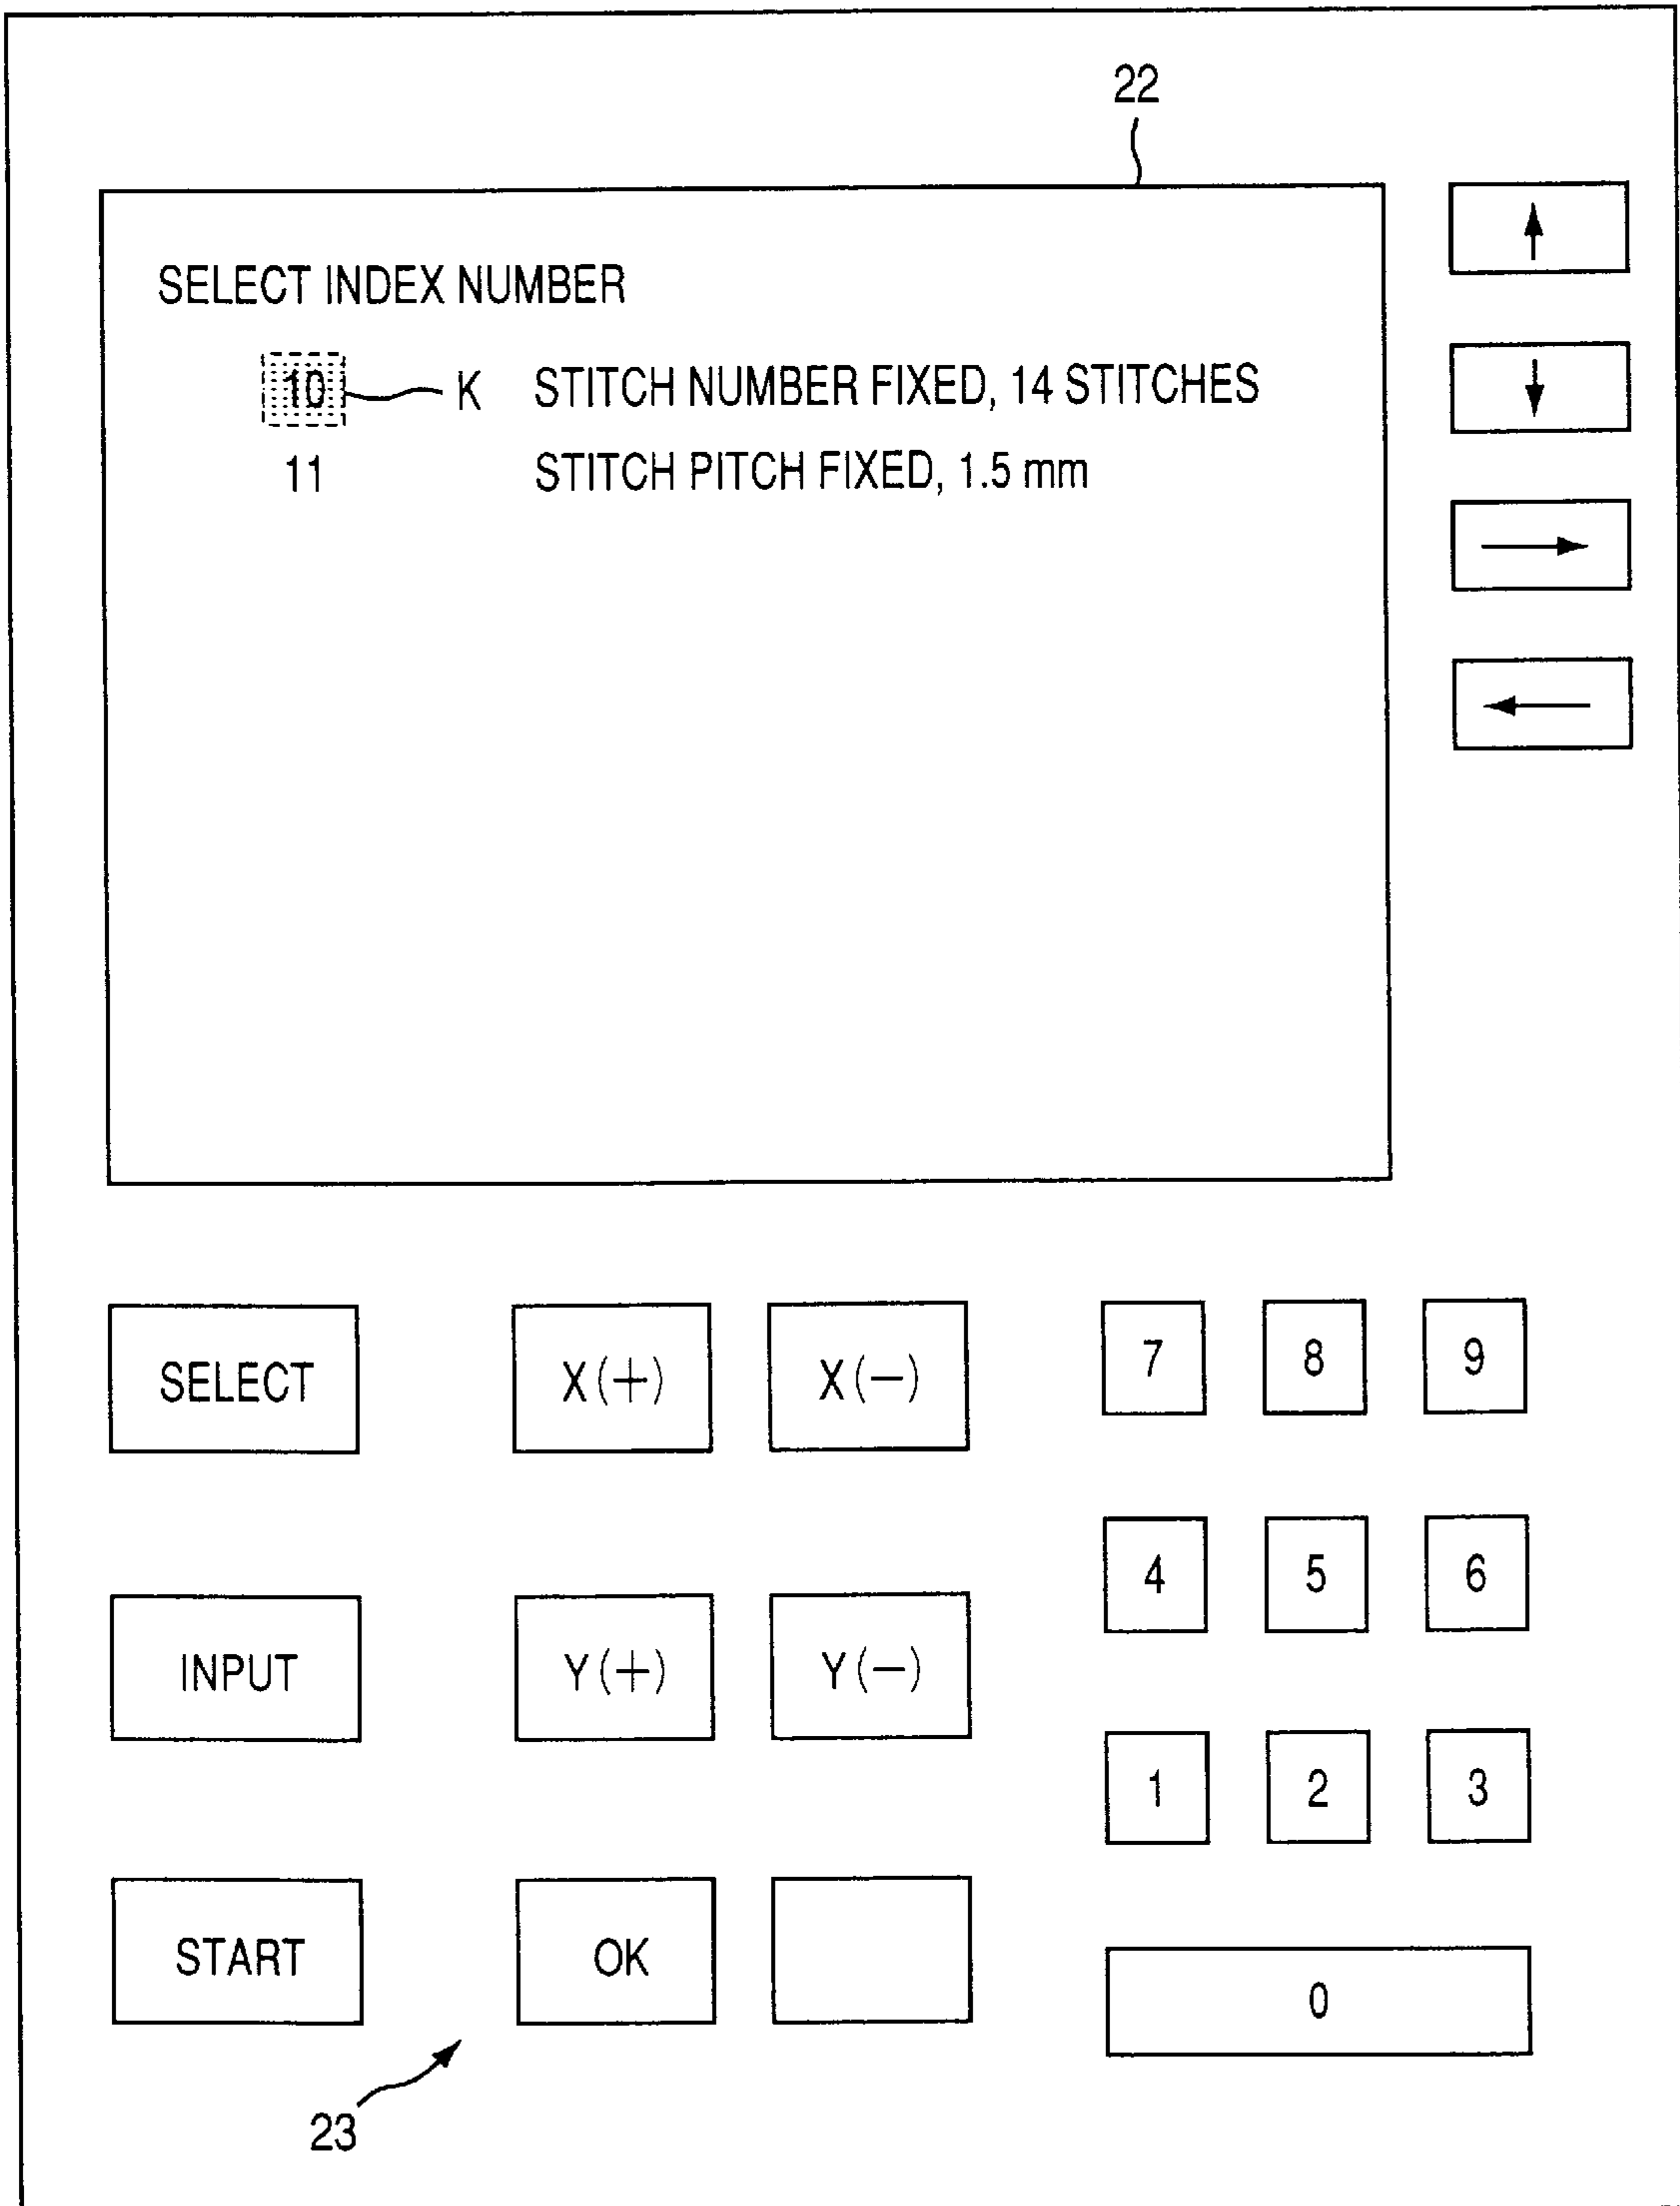 22
SELECT INDEX NUMBER
10 K STITCH NUMBER FIXED, 14 STITCHES
11 STITCH PITCH FIXED, 1.5 mm
SELECT X(+) X(−) 7 8 9
4 5 6
INPUT Y(+) Y(−)
1 2 3
START OK 0
23